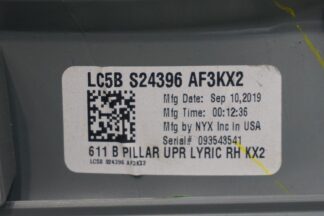 LC5B S24396 AF3KX2
Mfg Date: Sep 10,2019
Mfg Time: 00:12:36
Mfg by NYX Inc in USA
Serial# 093543541
611 B PILLAR UPR LYRIC RH KX2
LC5B S24396 AF3KX2